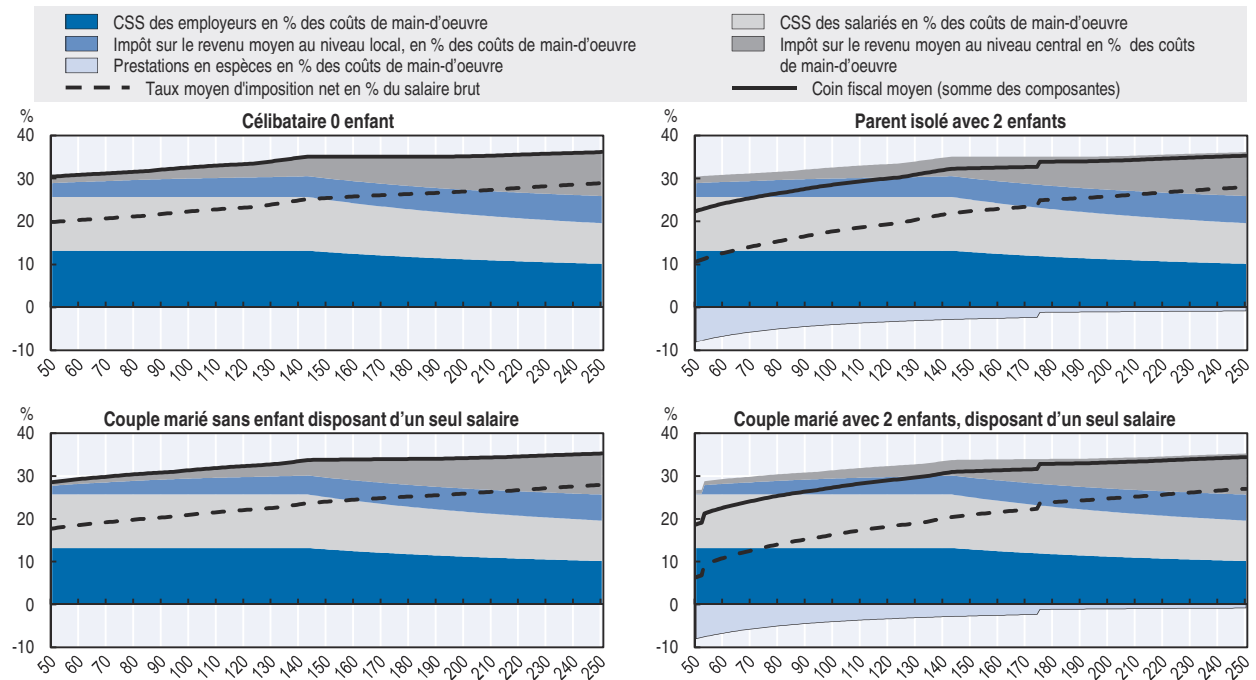 CSS des employeurs en % des coûts de main-d'oeuvre
CSS des salariés en % des coûts de main-d'oeuvre
Impôt sur le revenu moyen au niveau local, en % des coûts de main-d'oeuvre
Impôt sur le revenu moyen au niveau central en % des coûts
de main-d'oeuvre
Prestations en espèces en % des coûts de main-d'oeuvre
Taux moyen d'imposition net en % du salaire brut
Coin fiscal moyen (somme des composantes)
%
Célibataire 0 enfant
40
30
20
10
0
-10
50 60 70 80 90 100 110 120 130 140 150 160 170 180 190 200 210 220 230 240 250
%
Parent isolé avec 2 enfants
40
30
20
10
0
-10
50 60 70 80 90 100 110 120 130 140 150 160 170 180 190 200 210 220 230 240 250
%
Couple marié sans enfant disposant d'un seul salaire
40
30
20
10
0
-10
50 60 70 80 90 100 110 120 130 140 150 160 170 180 190 200 210 220 230 240 250
%
Couple marié avec 2 enfants, disposant d'un seul salaire
40
30
20
10
0
-10
50 60 70 80 90 100 110 120 130 140 150 160 170 180 190 200 210 220 230 240 250